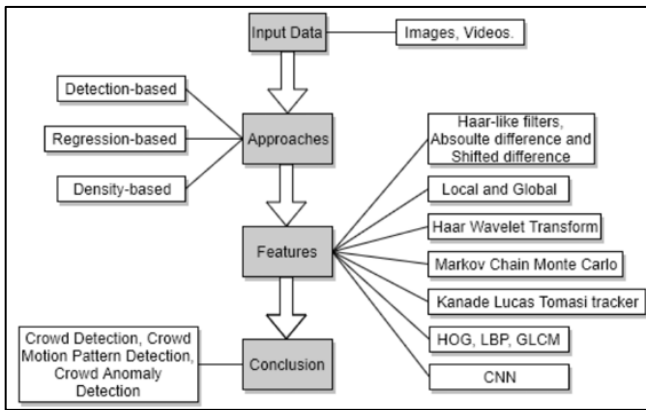 Input Data
Images, Videos.
Detection-based
Regression-based
Density-based
Approaches
Haar-like filters,
Absoulte difference and
Shifted difference
Local and Global
Haar Wavelet Transform
Features
Markov Chain Monte Carlo
Kanade Lucas Tomasi tracker
HOG, LBP, GLCM
CNN
Crowd Detection, Crowd
Motion Pattern Detection,
Crowd Anomaly
Detection
Conclusion